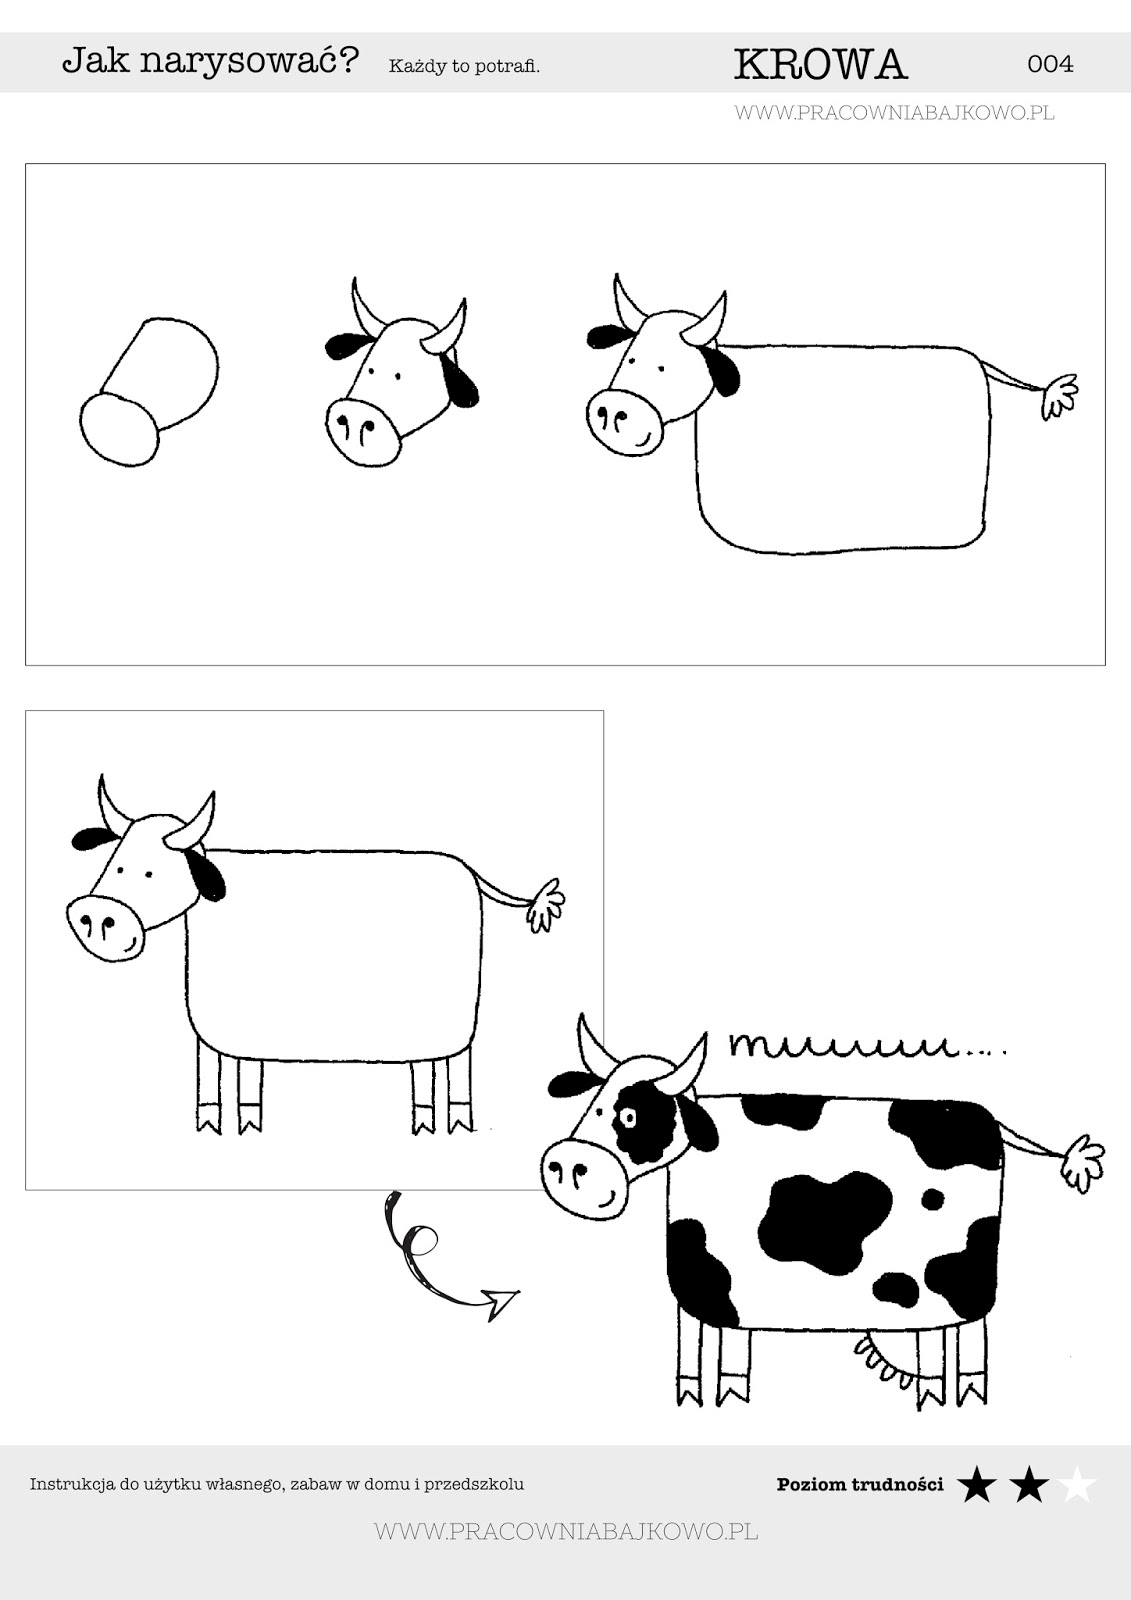 Jak narysować? Każdy to potrafi. KROWA 004
WWW.PRACOWNIABAJKOWO.PL
muuuuuu.....
Instrukcja do użytku własnego, zabaw w domu i przedszkolu Poziom trudności
WWW.PRACOWNIABAJKOWO.PL